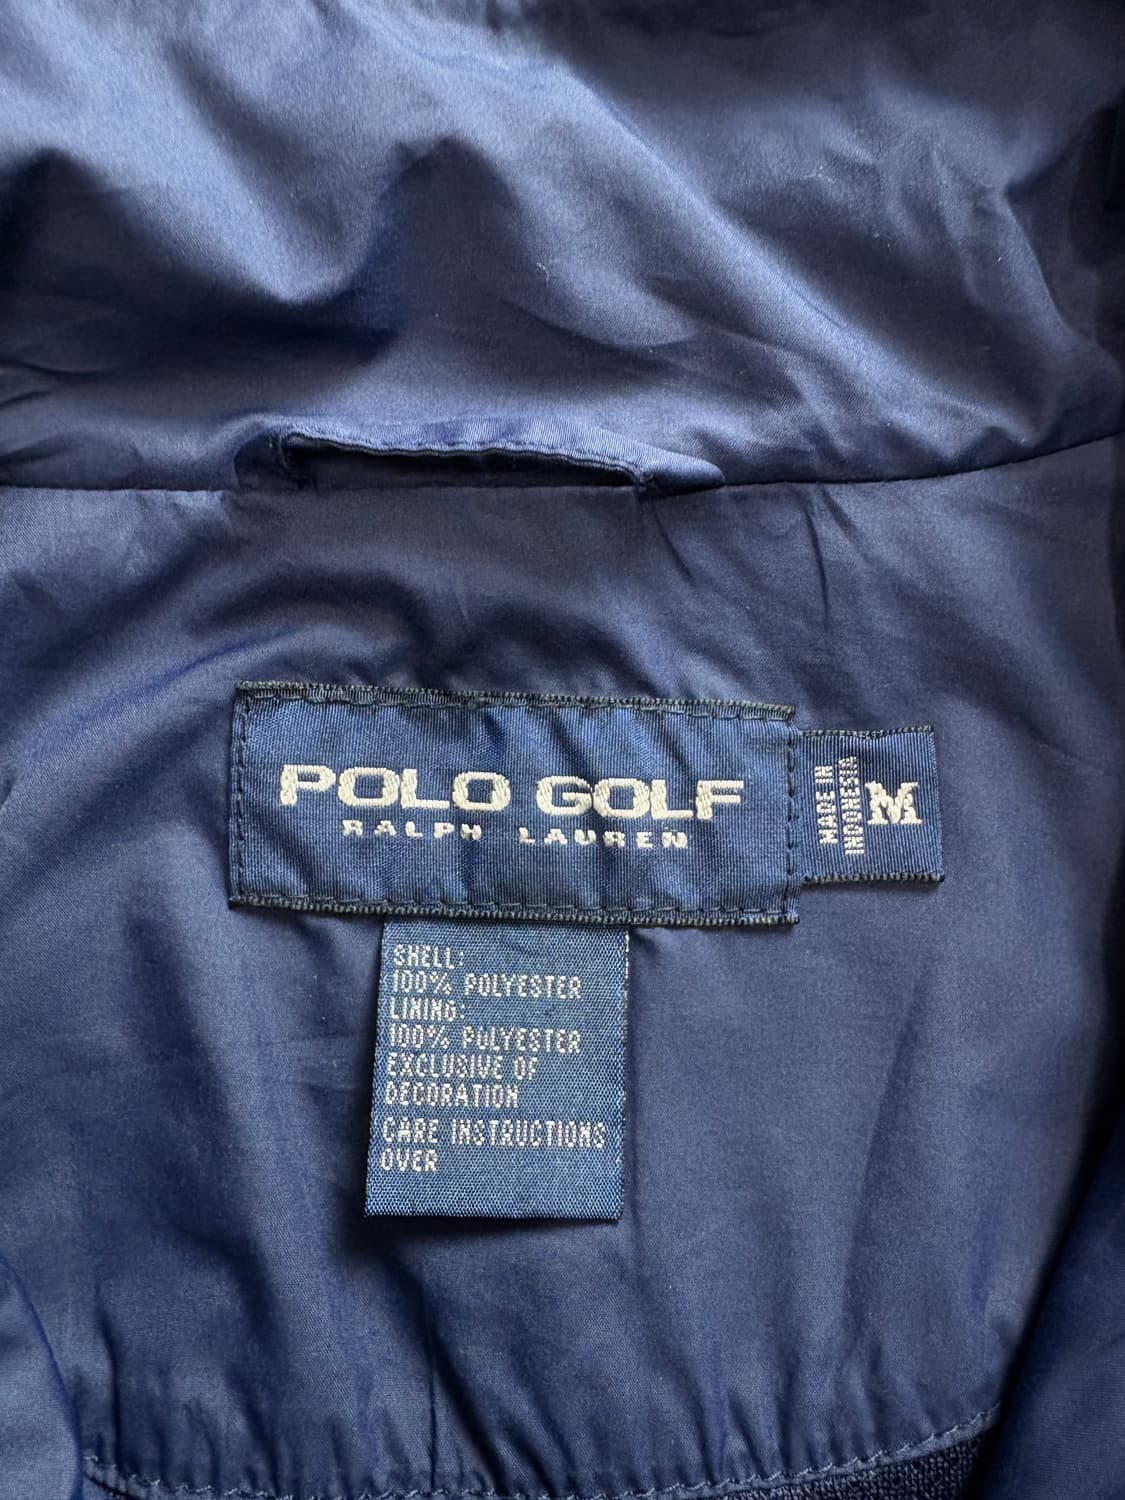 POLO GOLF
RALPH LAUREN
MADE IN
INDONESIA
M
SHELL:
100% POLYESTER
LINING:
100% POLYESTER
EXCLUSIVE OF
DECORATION
CARE INSTRUCTIONS
OVER